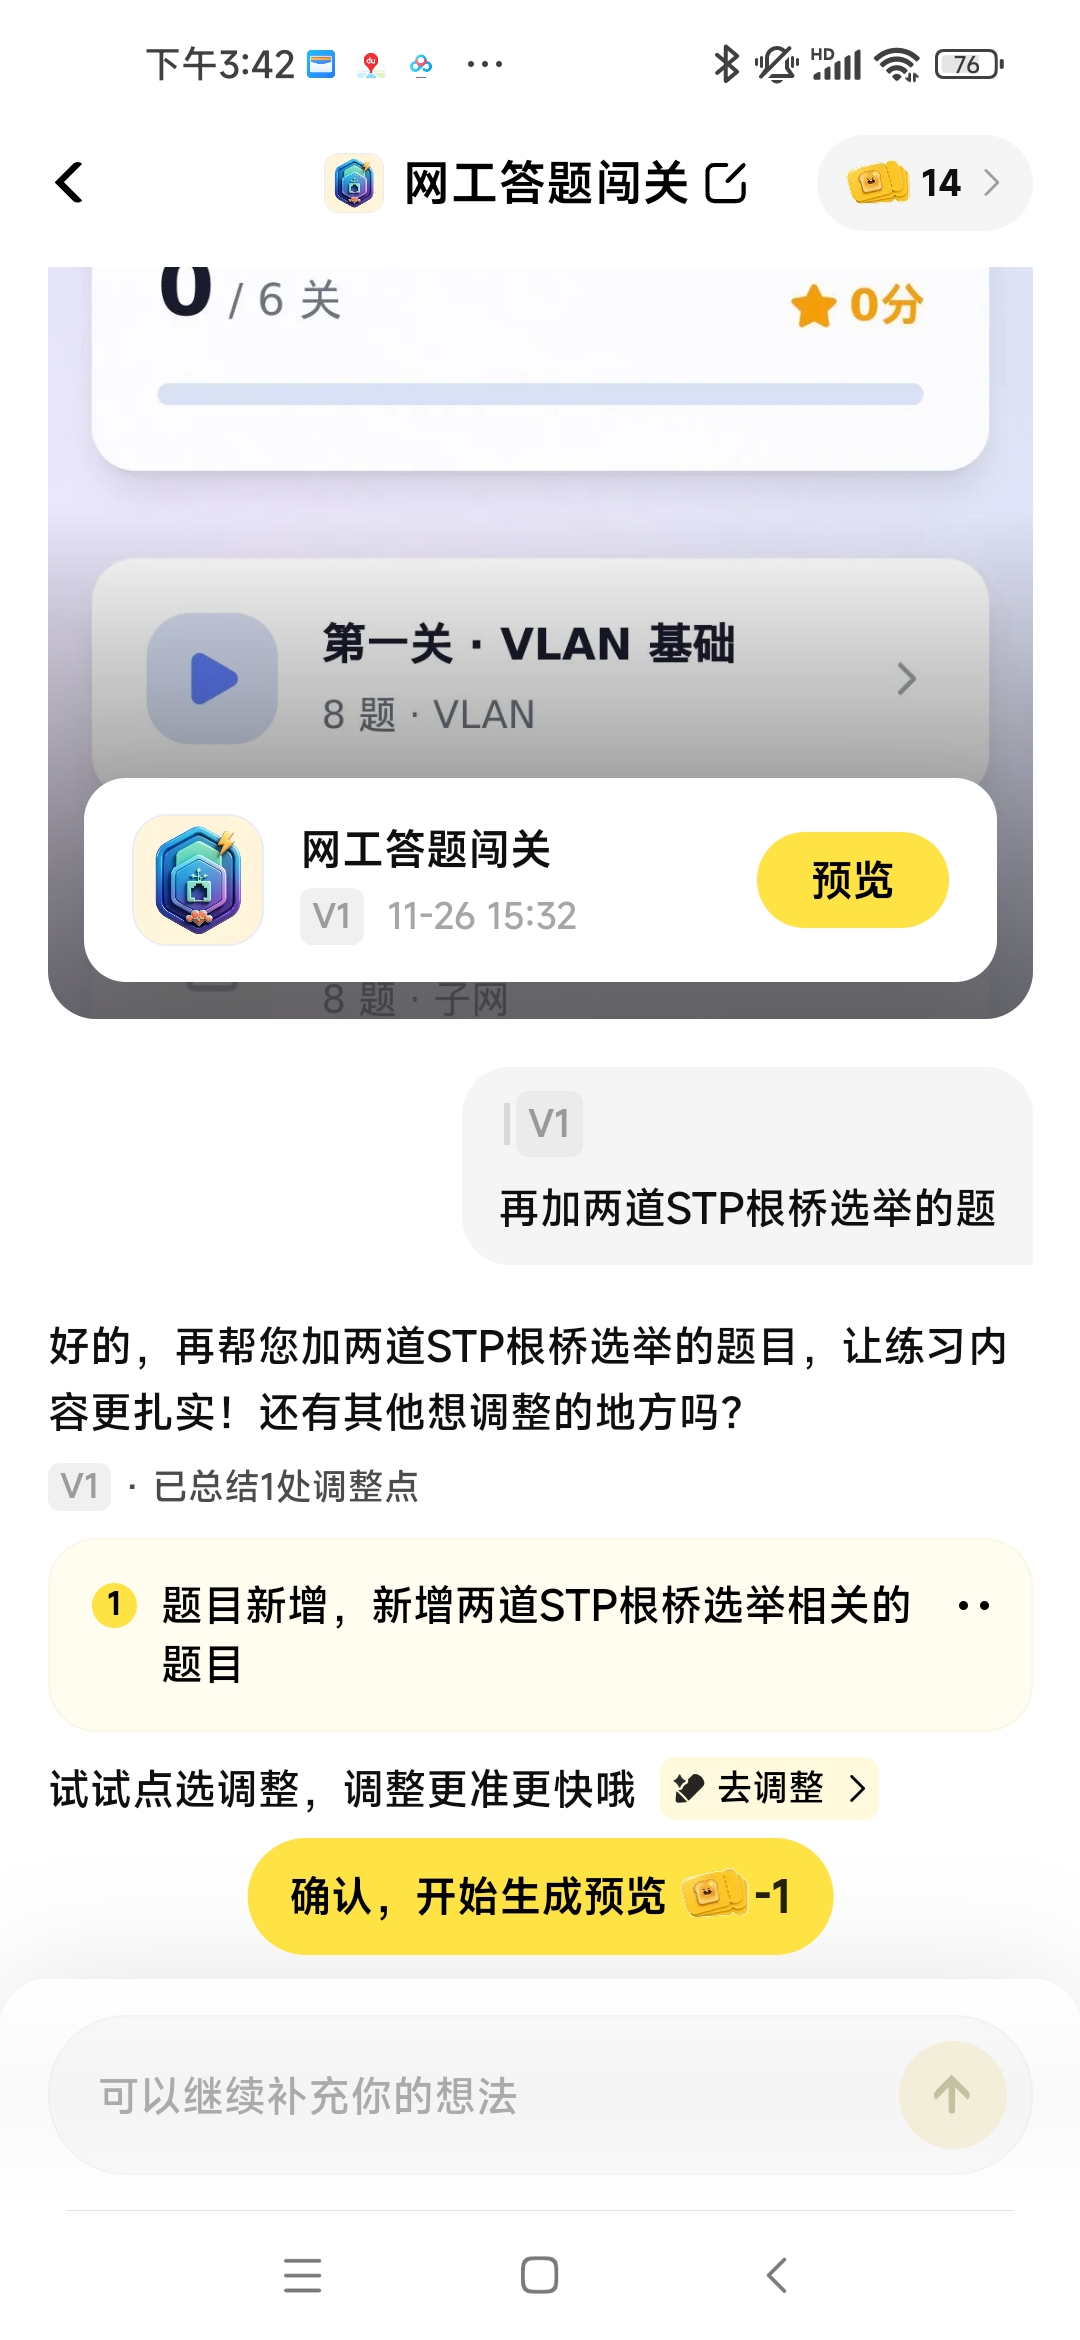 下午3:42
HD
76
网工答题闯关
14
0 / 6 关
0分
第一关 · VLAN 基础
8 题 · VLAN
网工答题闯关
V1 11-26 15:32
预览
8 题 · 子网
V1
再加两道STP根桥选举的题
好的，再帮您加两道STP根桥选举的题目，让练习内
容更扎实！还有其他想调整的地方吗？
V1 · 已总结1处调整点
1 题目新增，新增两道STP根桥选举相关的
题目
试试点选调整，调整更准更快哦 去调整
确认，开始生成预览 -1
可以继续补充你的想法